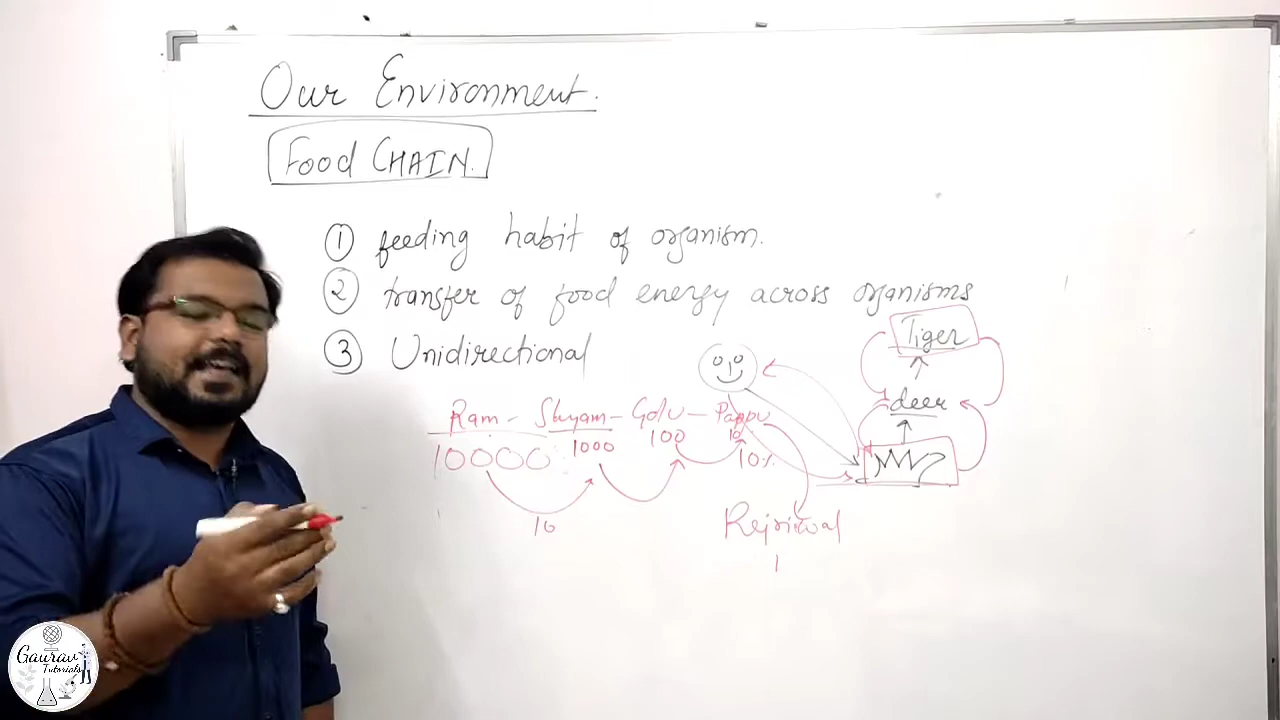 Our Environment.
Food CHAIN.
① feeding habit of organism.
② transfer of food energy across organisms
③ Unidirectional
Tiger
deer
Ram - Shyam - Golu - Pappu
10000 1000 100 10
10%
10
Rejriwal
1
Gaurav
Tutorials